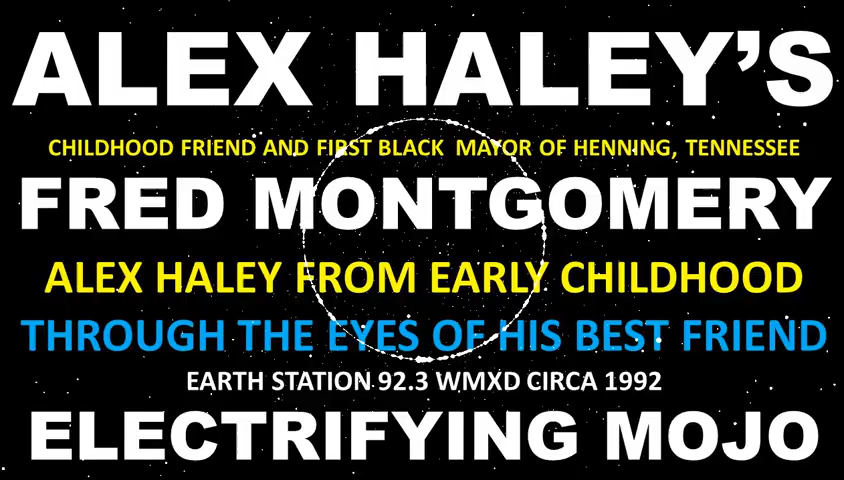 ALEX HALEY'S
CHILDHOOD FRIEND AND FIRST BLACK MAYOR OF HENNING, TENNESSEE
FRED MONTGOMERY
ALEX HALEY FROM EARLY CHILDHOOD
THROUGH THE EYES OF HIS BEST FRIEND
EARTH STATION 92.3 WMXD CIRCA 1992
ELECTRIFYING MOJO